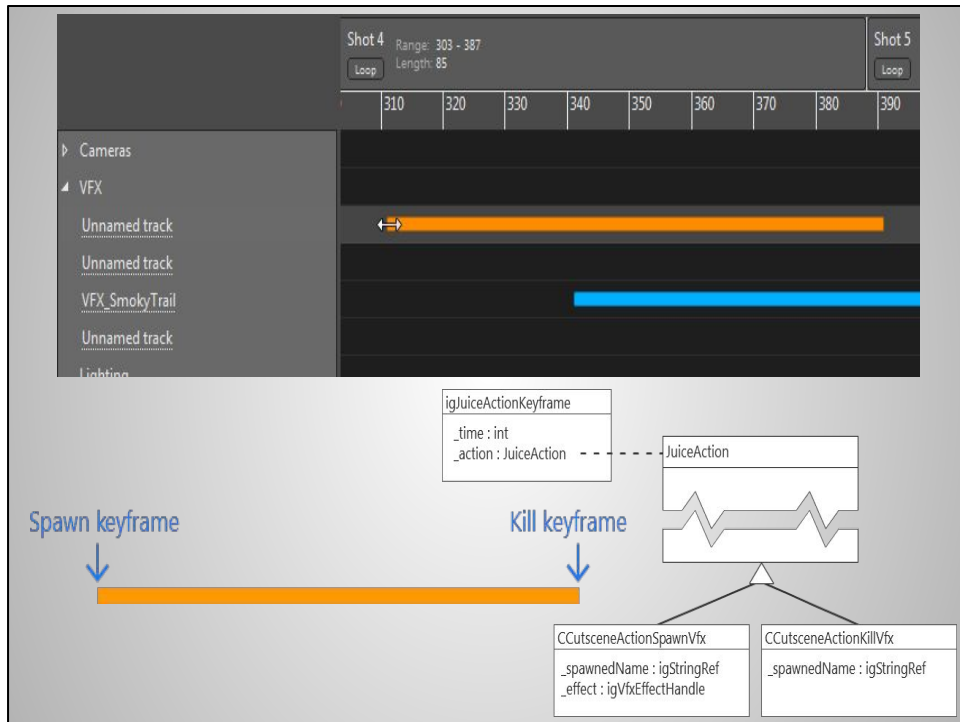 Shot 4 Range: 303 - 387 Shot 5
Loop Length: 85 Loop
310 320 330 340 350 360 370 380 390
Cameras
VFX
Unnamed track
Unnamed track
VFX_SmokyTrail
Unnamed track
Lighting
igJuiceActionKeyframe
_time : int
_action : JuiceAction
JuiceAction
Spawn keyframe
Kill keyframe
CCutsceneActionSpawnVfx
_spawnedName : igStringRef
_effect : igVfxEffectHandle
CCutsceneActionKillVfx
_spawnedName : igStringRef